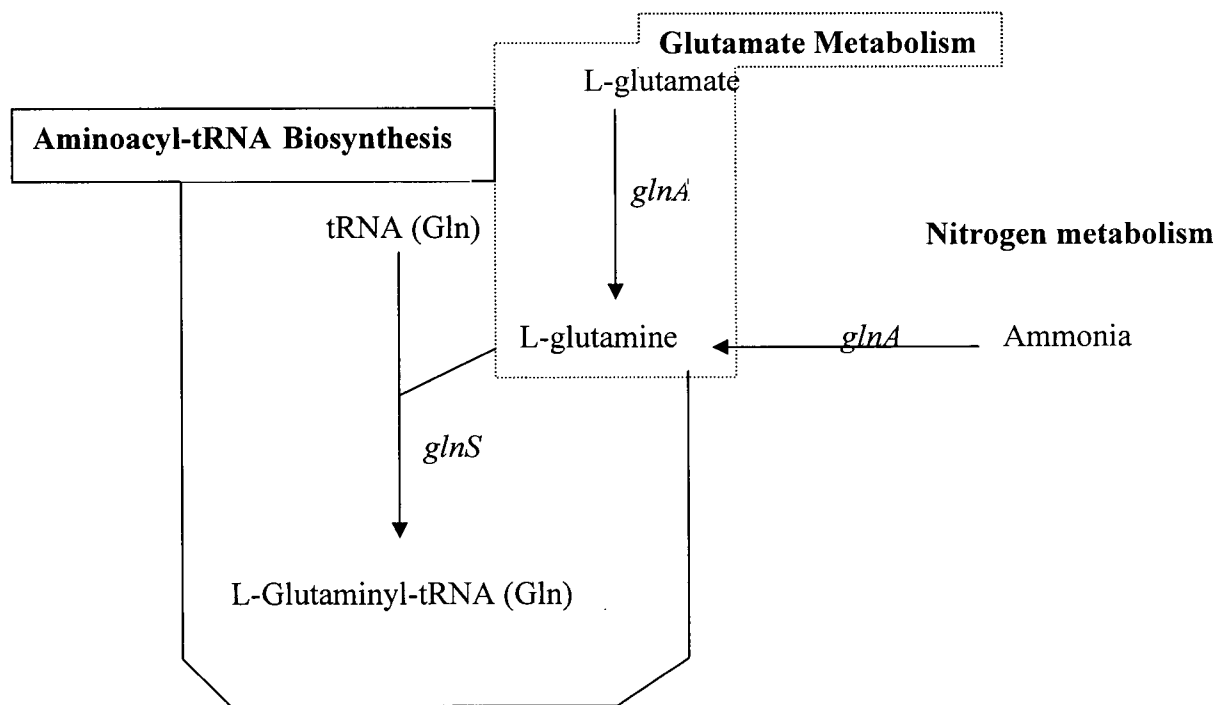 Glutamate Metabolism
L-glutamate
Aminoacyl-tRNA Biosynthesis
glnA
tRNA (Gln)
Nitrogen metabolism
L-glutamine
glnA
Ammonia
glnS
L-Glutaminyl-tRNA (Gln)